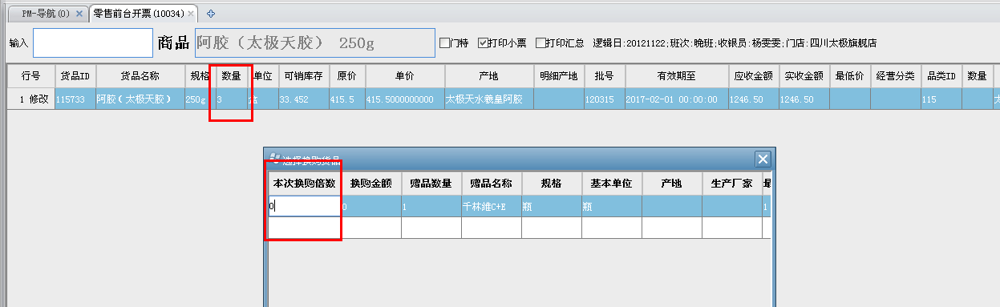 PM-导航(0) 零售前台开票(10034)
输入 商品 阿胶（太极天胶） 250g 门特 打印小票 打印汇总 逻辑日:20121122;班次:晚班;收银员:杨雯雯;门店:四川太极旗舰店
行号 货品ID 货品名称 规格 数量 单位 可销库存 原价 单价 产地 明细产地 批号 有效期至 应收金额 实收金额 最低价 经营分类 品类ID 数量
1 修改 115733 阿胶（太极天胶） 250g 3 盒 33.452 415.5 415.5000000000 太极天水羲皇阿胶 120315 2017-02-01 00:00:00 1246.50 1246.50 115
选择换购货品
本次换购倍数 换购金额 赠品数量 赠品名称 规格 基本单位 产地 生产厂家 最
0 0 1 千林維C+E 瓶 瓶 1